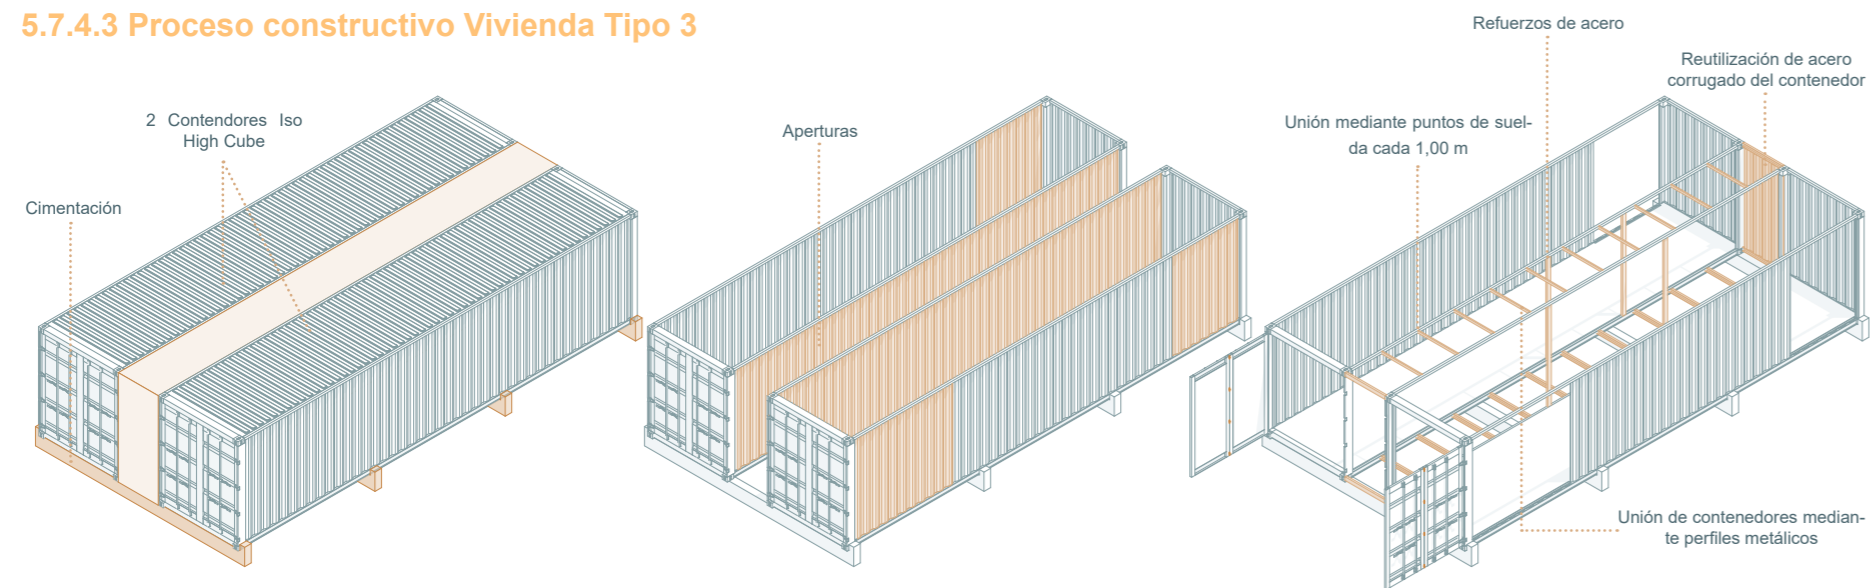 5.7.4.3 Proceso constructivo Vivienda Tipo 3
2 Contendores Iso
High Cube
Cimentación
Aperturas
Refuerzos de acero
Reutilización de acero
corrugado del contenedor
Unión mediante puntos de suel-
da cada 1,00 m
Unión de contenedores median-
te perfiles metálicos